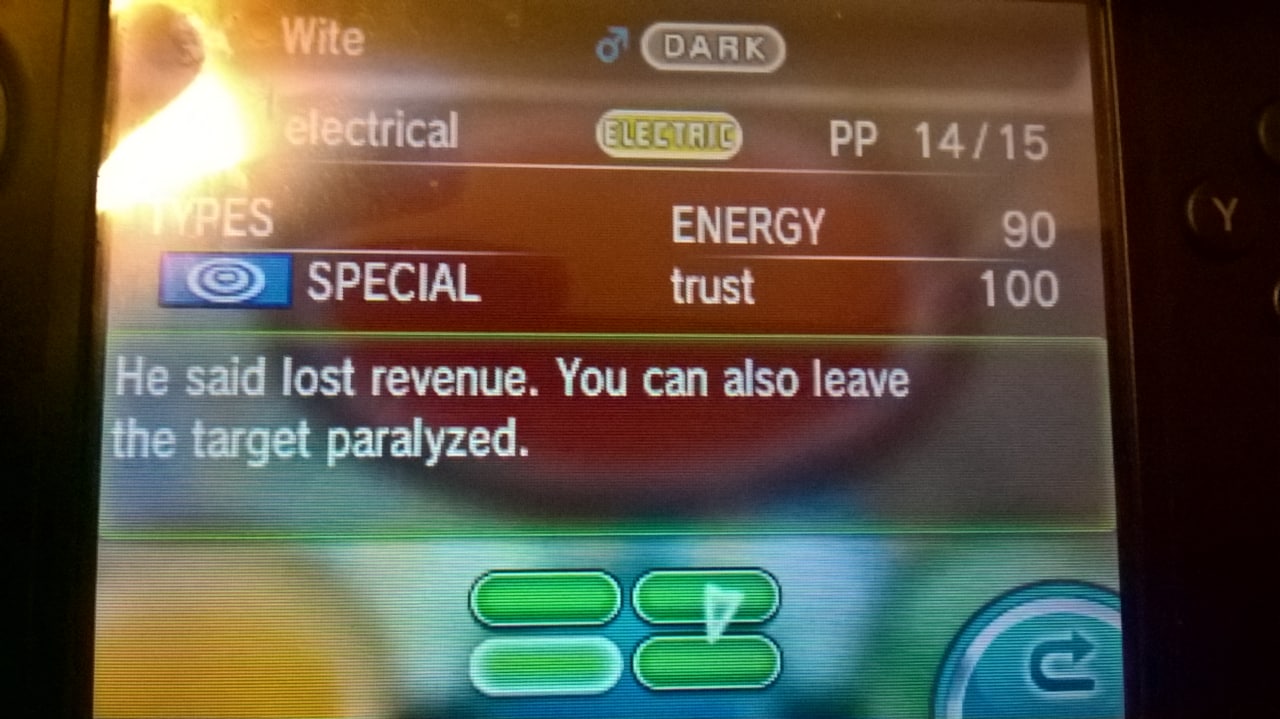 Wite ♂ DARK
electrical ELECTRIC PP 14/15
TYPES ENERGY 90
SPECIAL trust 100
He said lost revenue. You can also leave
the target paralyzed.
Y